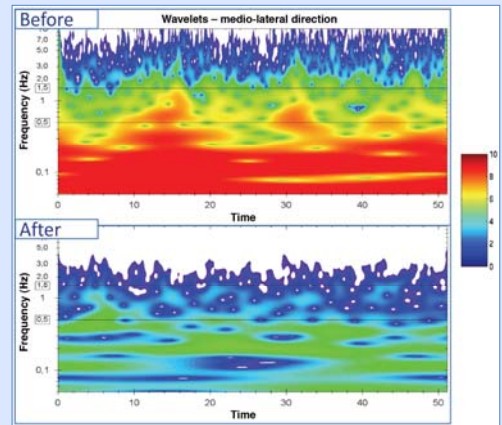 Before
Wavelets – medio-lateral direction
7,0
5,0
3,0
2,0
1,5
1
0,5
0,1
Frequency (Hz)
0 10 20 30 40 50
Time
10
8
6
4
2
0
After
5,0
3,0
2,0
1,5
1
0,5
0,1
Frequency (Hz)
0 10 20 30 40 50
Time